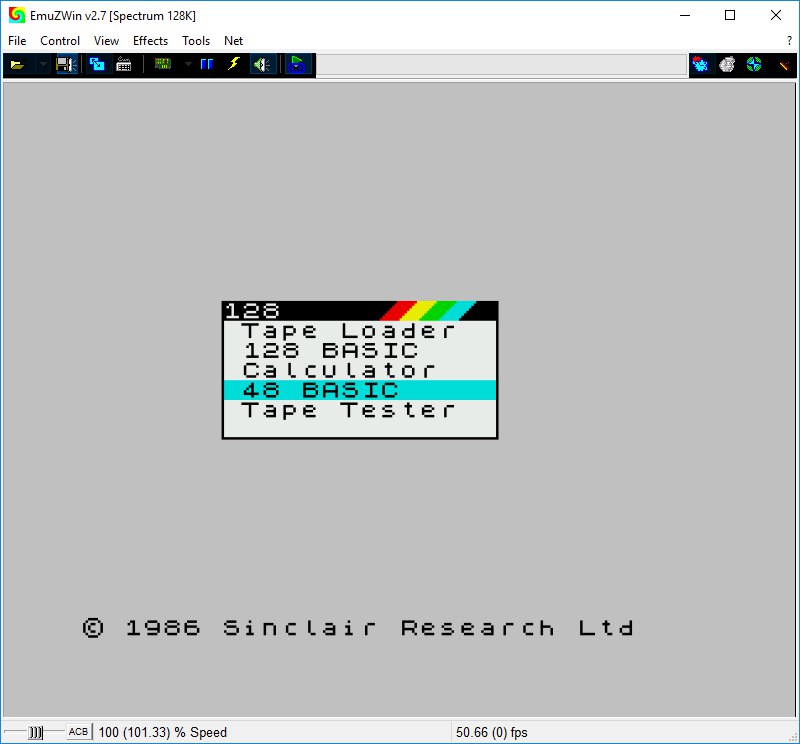 EmuZWin v2.7 [Spectrum 128K]
File Control View Effects Tools Net ?
128
Tape Loader
128 BASIC
Calculator
48 BASIC
Tape Tester
© 1986 Sinclair Research Ltd
ACB 100 (101.33) % Speed 50.66 (0) fps